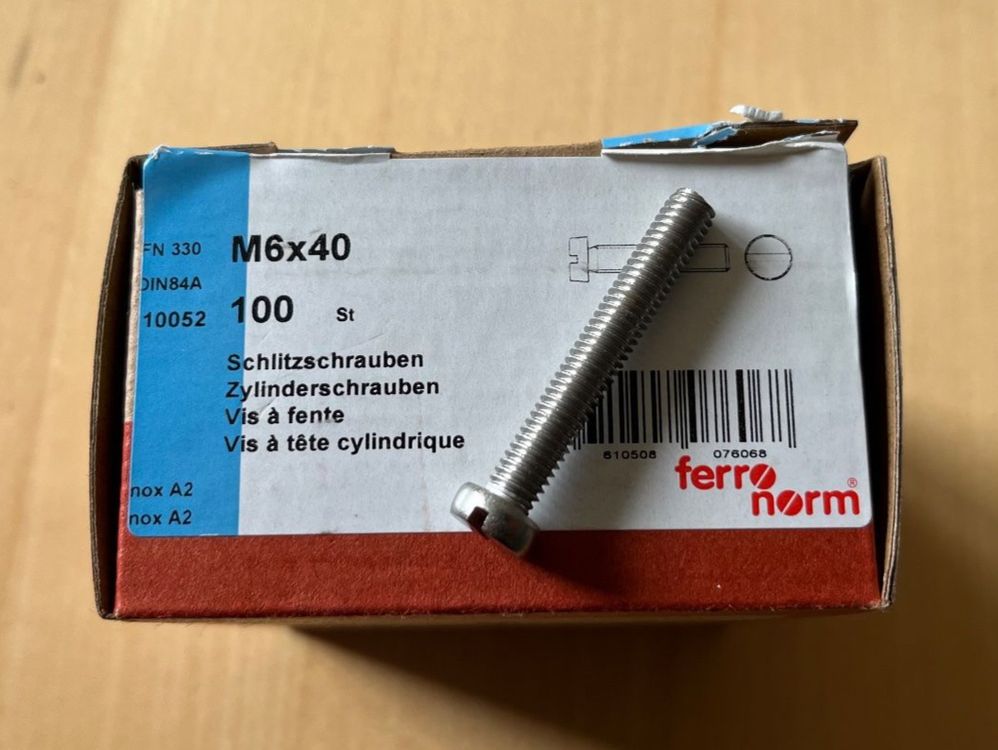 FN 330 M6x40
DIN84A
10052 100 St
Schlitzschrauben
Zylinderschrauben
Vis à fente
Vis à tête cylindrique
nox A2
nox A2
610508 076068
ferro
norm®